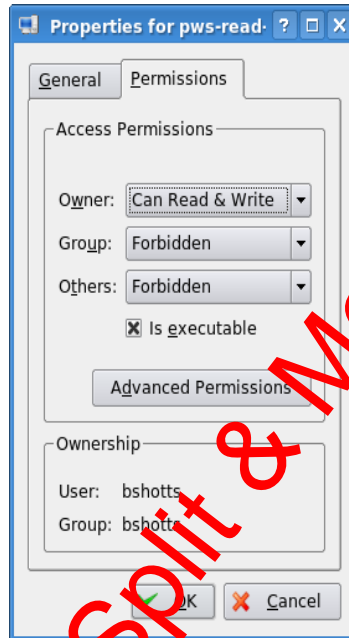 Properties for pws-read-
General
Permissions
Access Permissions
Owner: Can Read & Write
Group: Forbidden
Others: Forbidden
Is executable
Advanced Permissions
Ownership
User: bshotts
Group: bshotts
OK
Cancel
Split & M